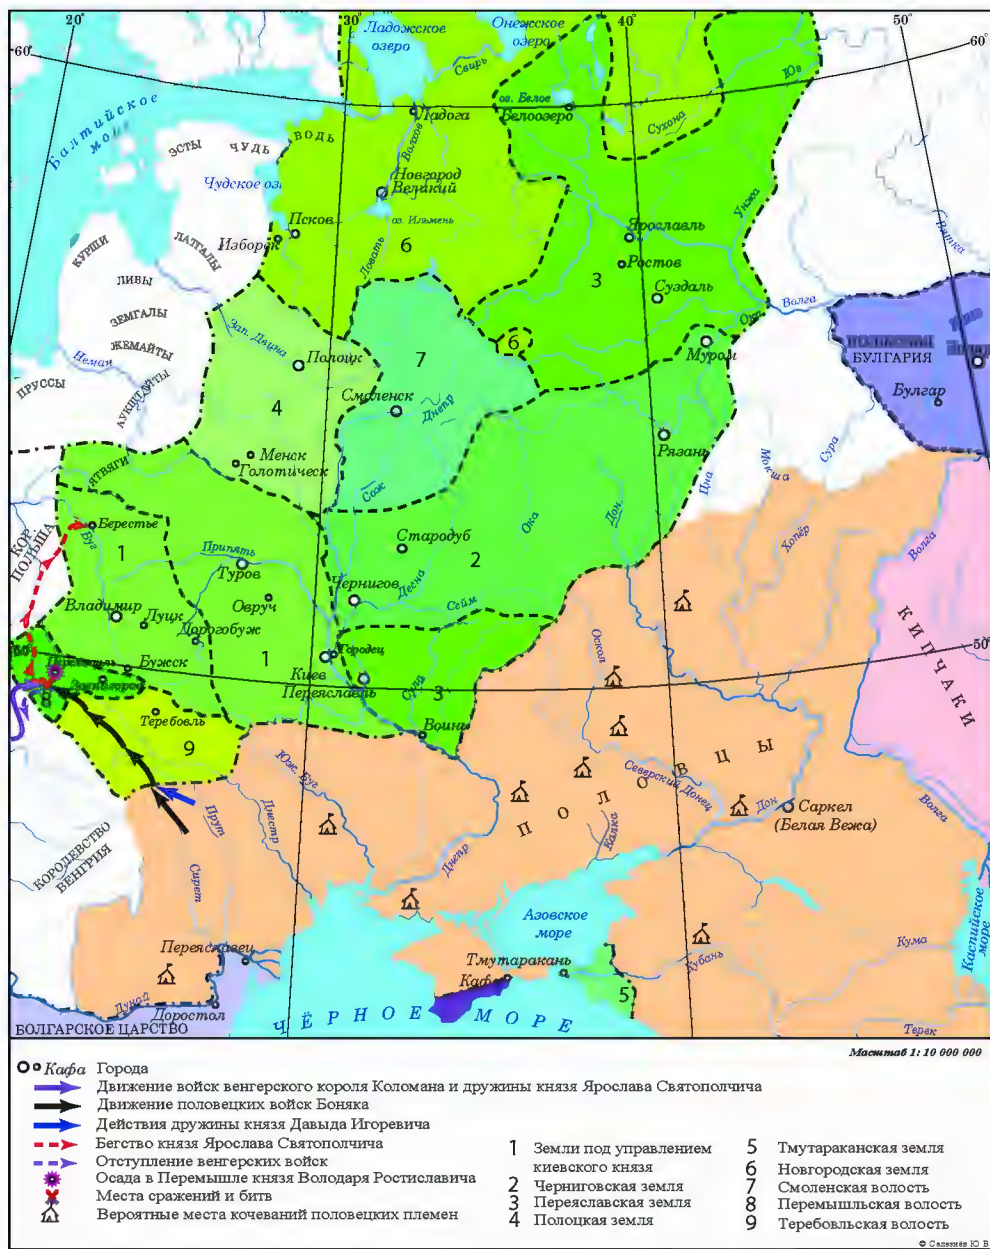 20° 30° 40° 50°
60° 60°
Ладожское озеро
Онежское озеро
Свирь
Юг
Балтийское
оз. Белое
Белоозеро
Сухона
Ладога
Волхов
ВОДЬ
ЭСТЫ
ЧУДЬ
Чудское оз.
Новгород Великий
оз. Ильмень
Псков
Изборск
Ловать
6
Унжа
Вятка
Ярославль
Ростов
3
Суздаль
КУРШИ
ЛАТГАЛЫ
ЛИВЫ
ЗЕМГАЛЫ
ЖЕМАЙТЫ
Неман
ПРУССЫ
АУКШТАЙТЫ
Зап. Двина
Полоцк
7
6
Волга
Ока
Муром
БУЛГАРИЯ
Булгар
4
Смоленск
Днепр
Рязань
Менск
Голотическ
ЯТВЯГИ
Сож
Цна
Мокша
Сура
Дон
Ока
Хопёр
Волга
КОР. ПОЛЬША
Берестье
Буг
1
Припять
Туров
Стародуб
2
Чернигов
Десна
Сейм
Овруч
Владимир
Луцк
Дорогобуж
1
Городец
Киев
Переяславль
Сула
3
Воинь
Оскол
50°
КИПЧАКИ
Бужск
Звенигород
Теребовль
9
Юж. Буг
Днестр
Прут
Сирет
Днепр
ПОЛОВЦЫ
Северский Донец
Калка
Дон
Саркел
(Белая Вежа)
Волга
КОРОЛЕВСТВО ВЕНГРИЯ
Азовское море
Каспийское море
Кума
Кубань
Терек
Переяславец
Дунай
Доростол
БОЛГАРСКОЕ ЦАРСТВО
Тмутаракань
Кафа
5
ЧЁРНОЕ МОРЕ
Масштаб 1: 10 000 000
Кафа Города
Движение войск венгерского короля Коломана и дружины князя Ярослава Святополчича
Движение половецких войск Боняка
Действия дружины князя Давыда Игоревича
Бегство князя Ярослава Святополчича
Отступление венгерских войск
Осада в Перемышле князя Володаря Ростиславича
Места сражений и битв
Вероятные места кочеваний половецких племен
1 Земли под управлением
киевского князя
2 Черниговская земля
3 Переяславская земля
4 Полоцкая земля
5 Тмутараканская земля
6 Новгородская земля
7 Смоленская волость
8 Перемышльская волость
9 Теребовльская волость
© Селезнёв Ю.В.